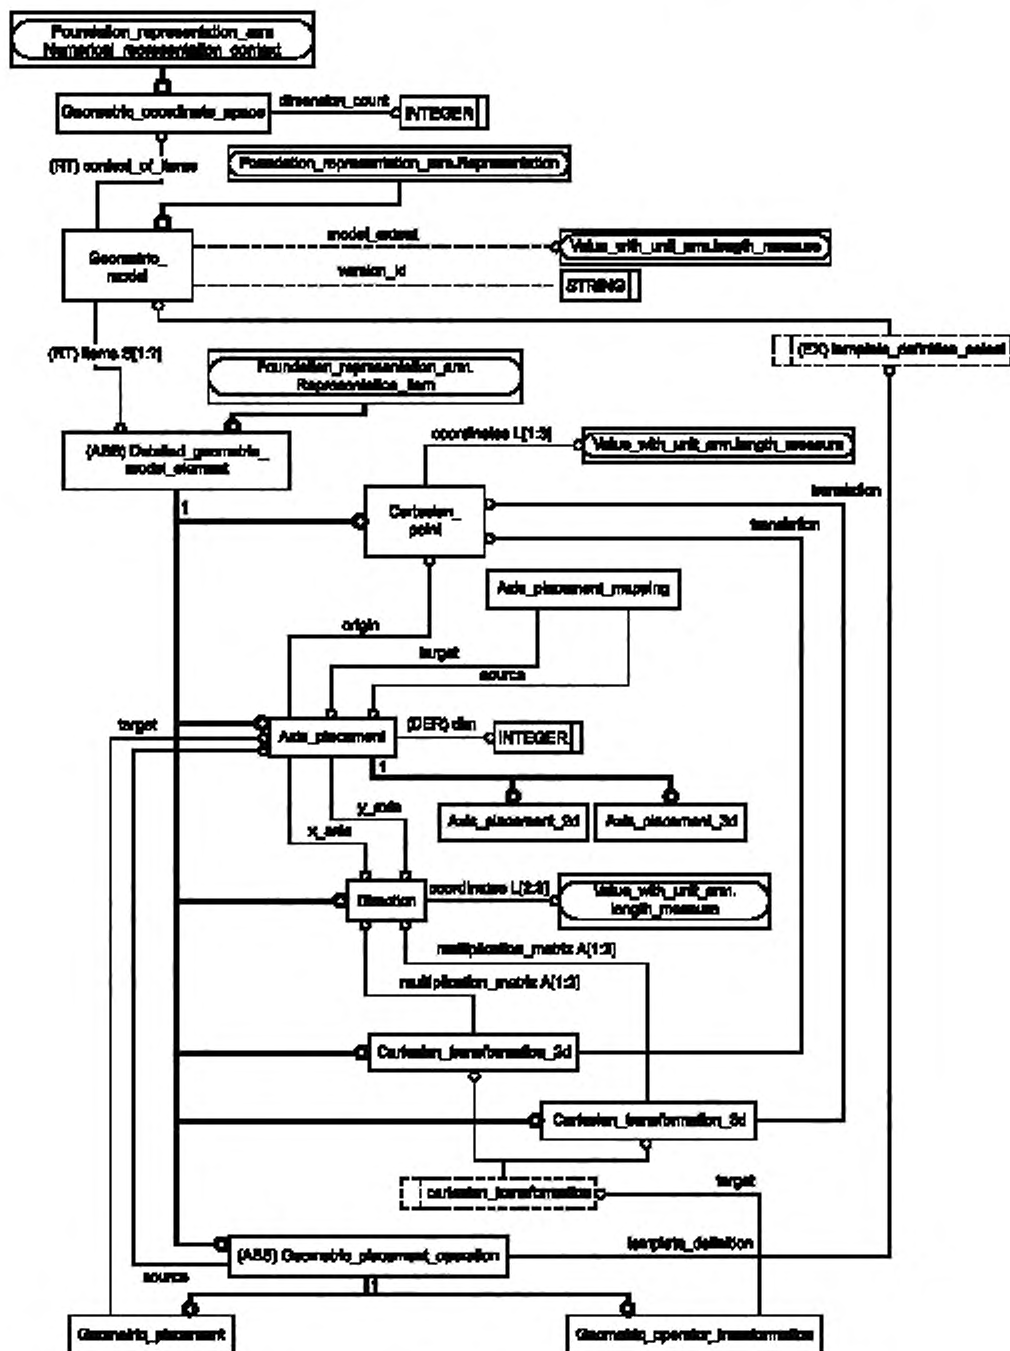 Foundation_representation_arm.
Numerical_representation_context
Geometric_coordinate_space
dimension_count
INTEGER
(RT) context_of_items
Foundation_representation_arm.Representation
Geometric_
model
model_extent
Value_with_unit_arm.length_measure
version_id
STRING
(RT) items S[1:?]
(EX) template_definition_select
Foundation_representation_arm.
Representation_item
(ABS) Detailed_geometric_
model_element
coordinates L[1:3]
Value_with_unit_arm.length_measure
1
Cartesian_
point
translation
translation
Axis_placement_mapping
origin
target
source
target
Axis_placement
(DER) dim
INTEGER
1
Axis_placement_2d
Axis_placement_3d
y_axis
x_axis
Direction
coordinates L[2:3]
Value_with_unit_arm.
length_measure
multiplication_matrix A[1:3]
multiplication_matrix A[1:2]
Cartesian_transformation_2d
Cartesian_transformation_3d
cartesian_transformation
target
(ABS) Geometric_placement_operation
template_definition
source
1
Geometric_placement
Geometric_operator_transformation